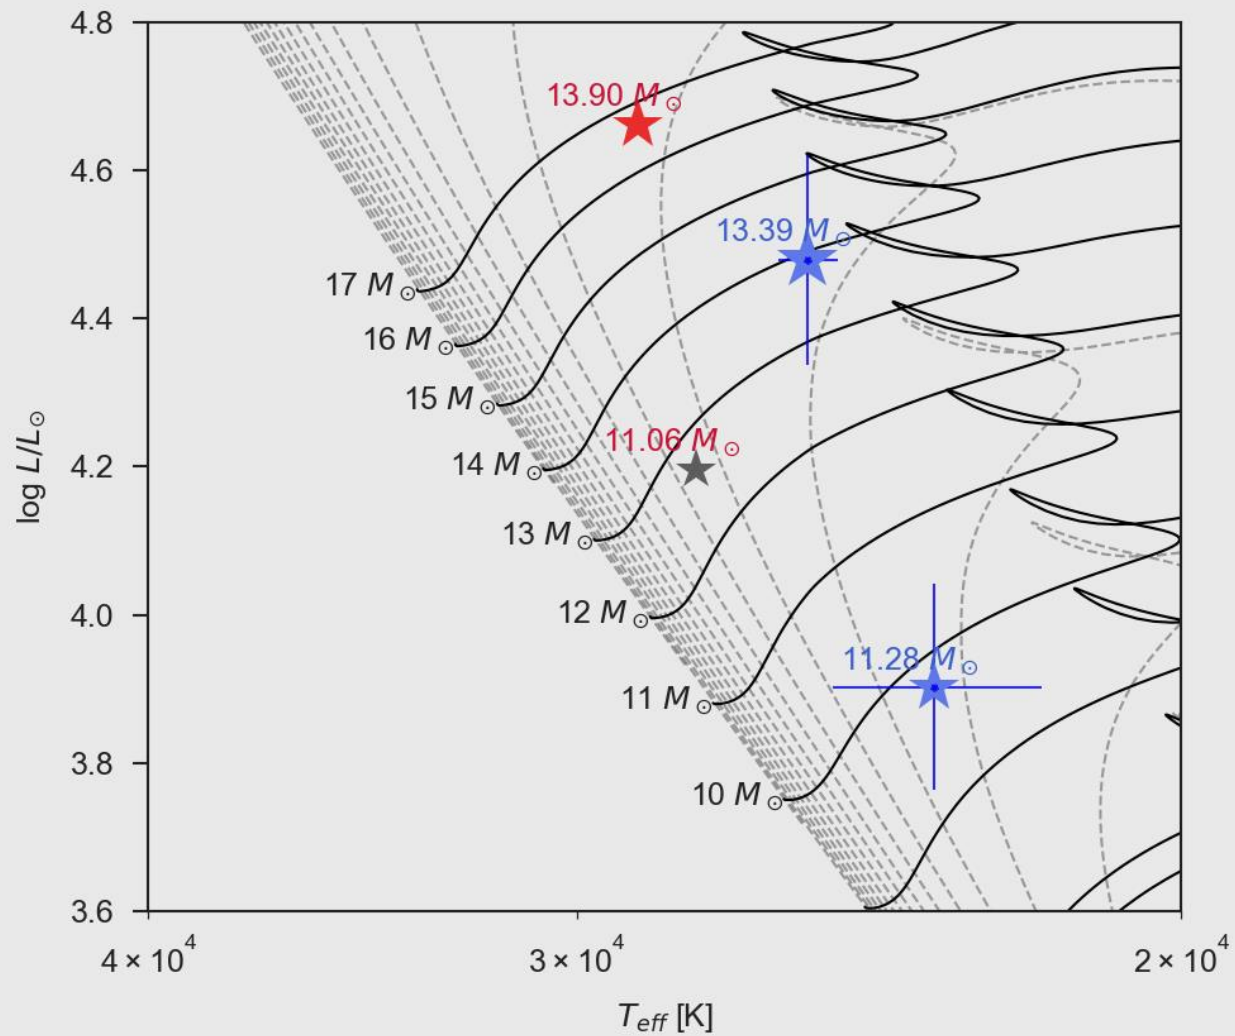 4.8
4.6
4.4
4.2
4.0
3.8
3.6
log L/L⊙
13.90 M⊙
13.39 M⊙
17 M⊙
16 M⊙
15 M⊙
14 M⊙
11.06 M⊙
13 M⊙
12 M⊙
11.28 M⊙
11 M⊙
10 M⊙
4 × 10⁴
3 × 10⁴
2 × 10⁴
T_eff [K]